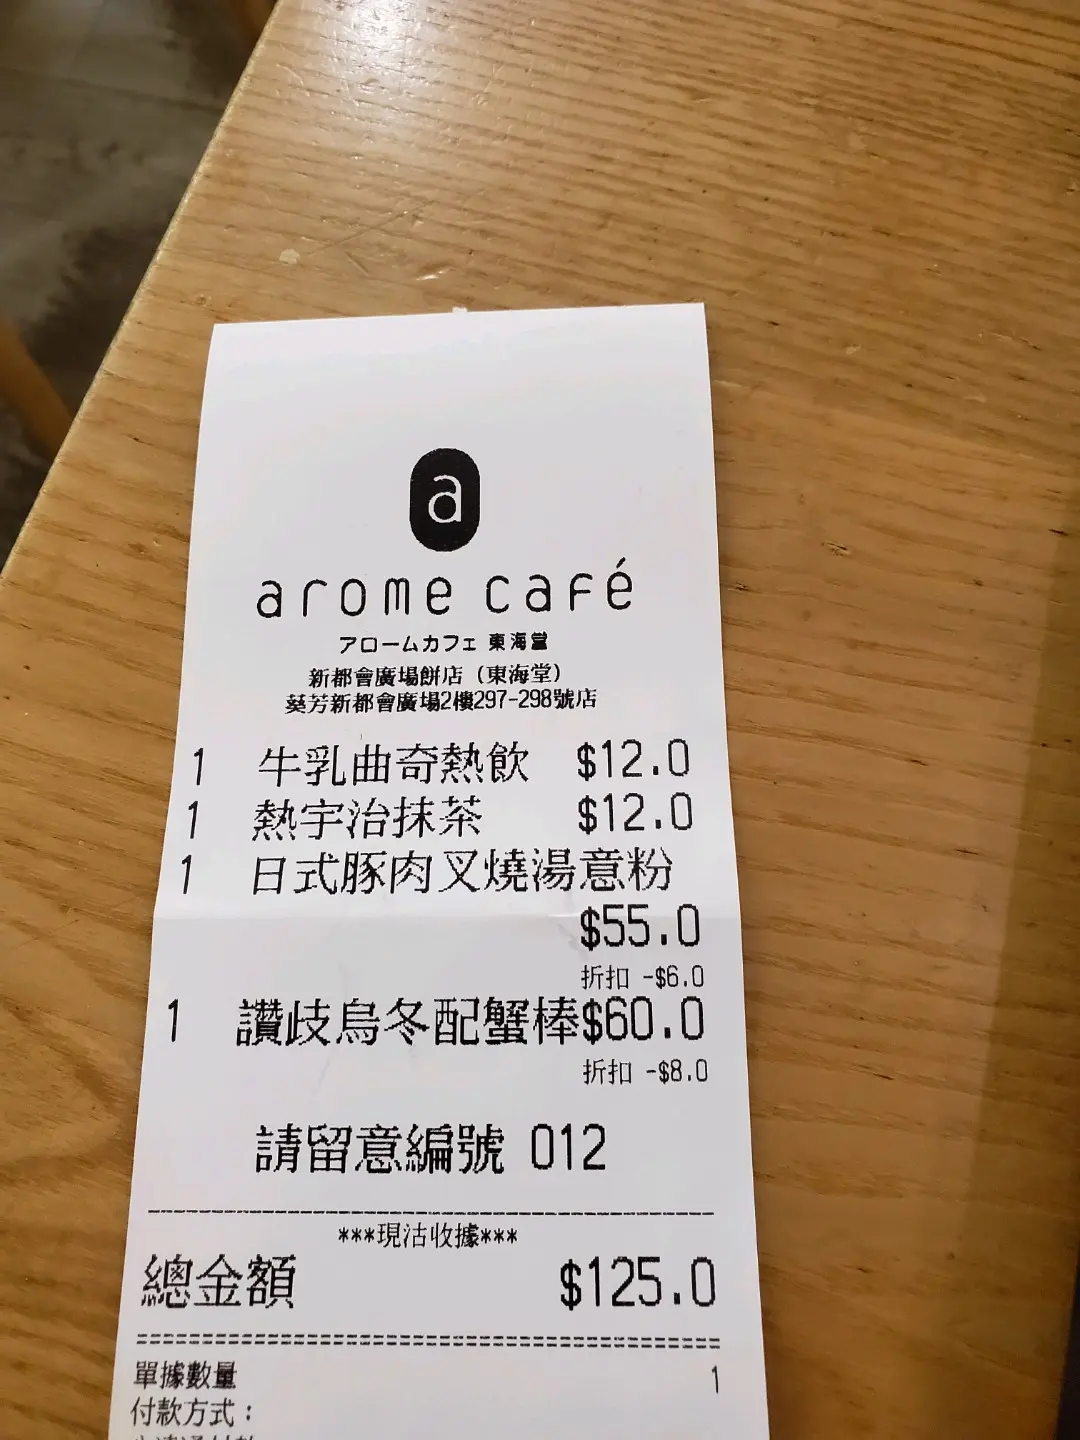 a
arome café
アロームカフェ 東海堂
新都會廣場餅店 (東海堂)
葵芳新都會廣場2樓297-298號店
1 牛乳曲奇熱飲 $12.0
1 熱宇治抹茶 $12.0
1 日式豚肉叉燒湯意粉
$55.0
折扣 -$6.0
1 讚歧烏冬配蟹棒$60.0
折扣 -$8.0
請留意編號 012
***現沽收據***
總金額 $125.0
單據數量 1
付款方式：